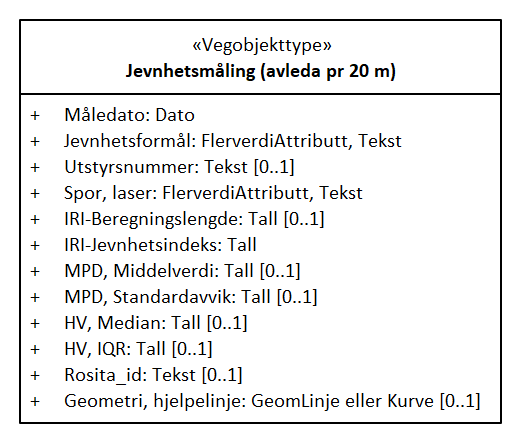 «Vegobjekttype»
Jevnhetsmåling (avleda pr 20 m)
+ Måledato: Dato
+ Jevnhetsformål: FlerverdiAttributt, Tekst
+ Utstyrsnummer: Tekst [0..1]
+ Spor, laser: FlerverdiAttributt, Tekst
+ IRI-Beregningslengde: Tall [0..1]
+ IRI-Jevnhetsindeks: Tall
+ MPD, Middelverdi: Tall [0..1]
+ MPD, Standardavvik: Tall [0..1]
+ HV, Median: Tall [0..1]
+ HV, IQR: Tall [0..1]
+ Rosita_id: Tekst [0..1]
+ Geometri, hjelpelinje: GeomLinje eller Kurve [0..1]